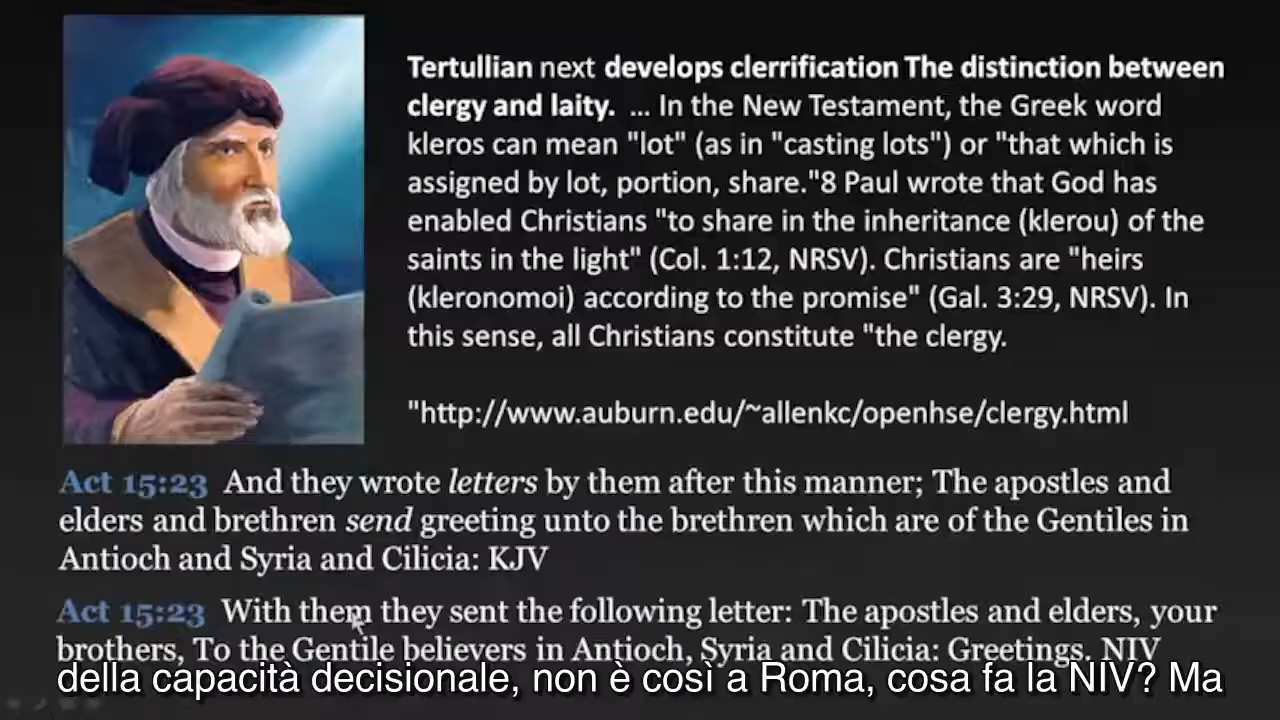 Tertullian next develops clerrification The distinction between
clergy and laity. ... In the New Testament, the Greek word
kleros can mean "lot" (as in "casting lots") or "that which is
assigned by lot, portion, share."8 Paul wrote that God has
enabled Christians "to share in the inheritance (klerou) of the
saints in the light" (Col. 1:12, NRSV). Christians are "heirs
(kleronomoi) according to the promise" (Gal. 3:29, NRSV). In
this sense, all Christians constitute "the clergy.
"http://www.auburn.edu/~allenkc/openhse/clergy.html
Act 15:23 And they wrote letters by them after this manner; The apostles and
elders and brethren send greeting unto the brethren which are of the Gentiles in
Antioch and Syria and Cilicia: KJV
Act 15:23 With them they sent the following letter: The apostles and elders, your
brothers, To the Gentile believers in Antioch, Syria and Cilicia: Greetings. NIV
della capacità decisionale, non è così a Roma, cosa fa la NIV? Ma